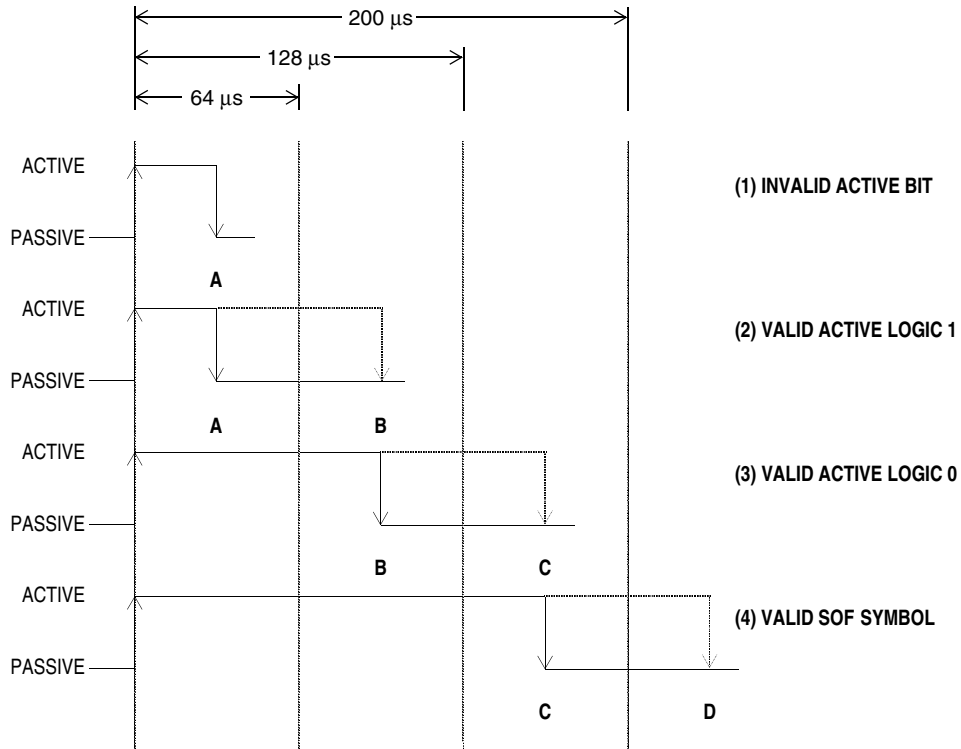 200 μs
128 μs
64 μs
ACTIVE
(1) INVALID ACTIVE BIT
PASSIVE
A
ACTIVE
(2) VALID ACTIVE LOGIC 1
PASSIVE
A B
ACTIVE
(3) VALID ACTIVE LOGIC 0
PASSIVE
B C
ACTIVE
(4) VALID SOF SYMBOL
PASSIVE
C D